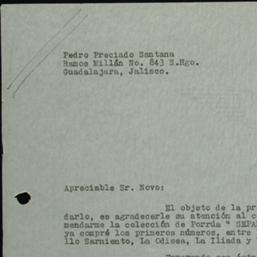 Pedro Preciado Santana
Ramos Millán No. 843 S.Hgo.
Guadalajara, Jalisco.
Apreciable Sr. Novo:
El objeto de la pr
darlo, es agradecerle su atención al c
mendarme la colección de Porrúa " SEPA
ya compré los primeros números, entre
llo Sarmiento, La Odisea, La Iliada y